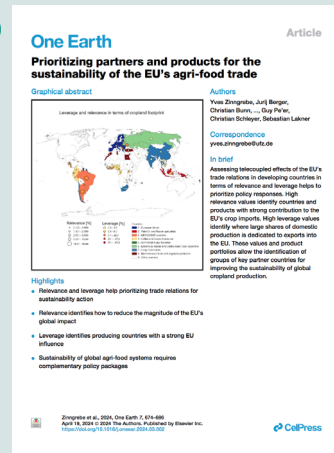 Article
One Earth
Prioritizing partners and products for the
sustainability of the EU's agri-food trade
Graphical abstract
Leverage and relevance in terms of cropland footprint
Relevance [%]
Leverage [%]
Authors
Yves Zinngrebe, Jurij Berger,
Christian Bunn, ..., Guy Pe'er,
Christian Schleyer, Sebastian Lakner
Correspondence
yves.zinngrebe@ufz.de
In brief
Assessing telecoupled effects of the EU's
trade relations in developing countries in
terms of relevance and leverage helps to
prioritize policy responses. High
relevance values identify countries and
products with strong contribution to the
EU's crop imports. High leverage values
identify where large shares of domestic
production is dedicated to exports into
the EU. These values and product
portfolios allow the identification of
groups of key partner countries for
improving the sustainability of global
cropland production.
Highlights
Relevance and leverage help prioritizing trade relations for
sustainability action
Relevance identifies how to reduce the magnitude of the EU's
global impact
Leverage identifies producing countries with a strong EU
influence
Sustainability of global agri-food systems requires
complementary policy packages
Zinngrebe et al., 2024, One Earth 7, 674–686
April 19, 2024 © 2024 The Authors. Published by Elsevier Inc.
CellPress